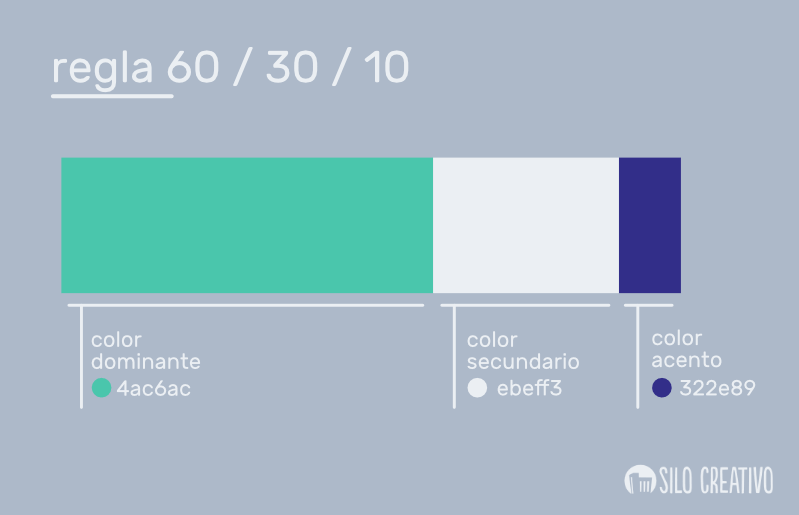 regla 60 / 30 / 10
color
dominante
4ac6ac
color
secundario
ebeff3
color
acento
322e89
SILO CREATIVO